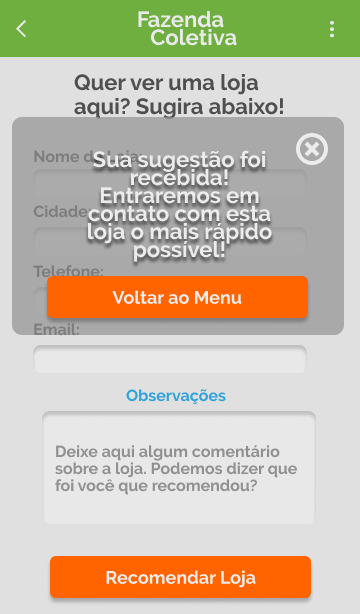 Fazenda
Coletiva
Quer ver uma loja
aqui? Sugira abaixo!
Nome da Loja:
Sua sugestão foi
recebida!
Entraremos em
contato com esta
loja o mais rápido
possível!
Cidade:
Telefone:
Voltar ao Menu
Email:
Observações
Deixe aqui algum comentário
sobre a loja. Podemos dizer que
foi você que recomendou?
Recomendar Loja